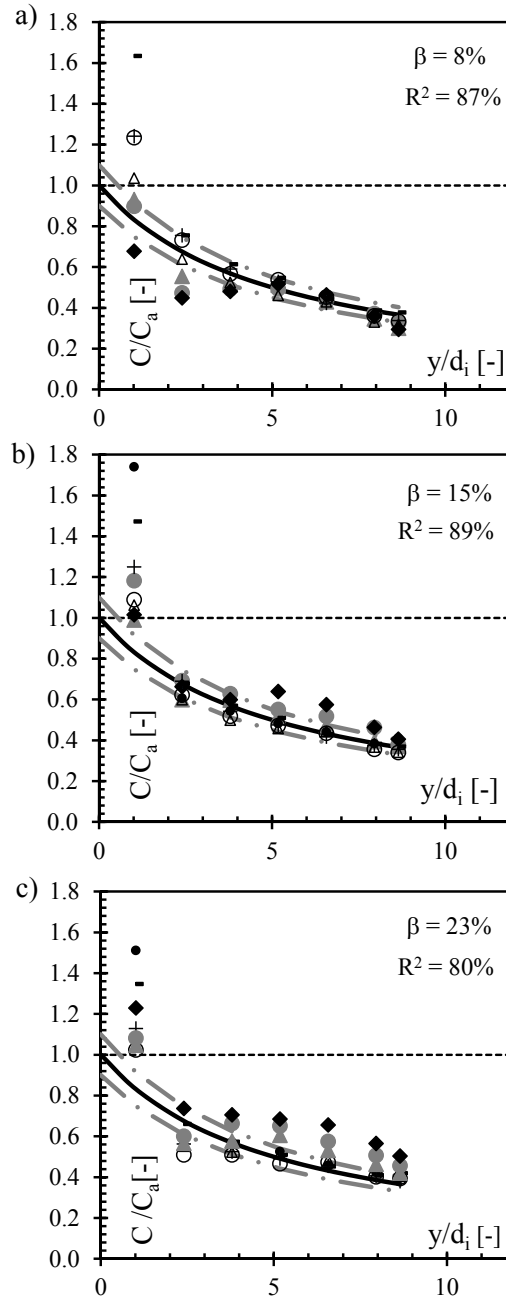 a)
1.8
1.6
1.4
1.2
1.0
0.8
0.6
0.4
0.2
0.0
β = 8%
R² = 87%
C/Cₐ [-]
y/dᵢ [-]
0
5
10
b)
1.8
1.6
1.4
1.2
1.0
0.8
0.6
0.4
0.2
0.0
β = 15%
R² = 89%
C/Cₐ [-]
y/dᵢ [-]
0
5
10
c)
1.8
1.6
1.4
1.2
1.0
0.8
0.6
0.4
0.2
0.0
β = 23%
R² = 80%
C /Cₐ [-]
y/dᵢ [-]
0
5
10